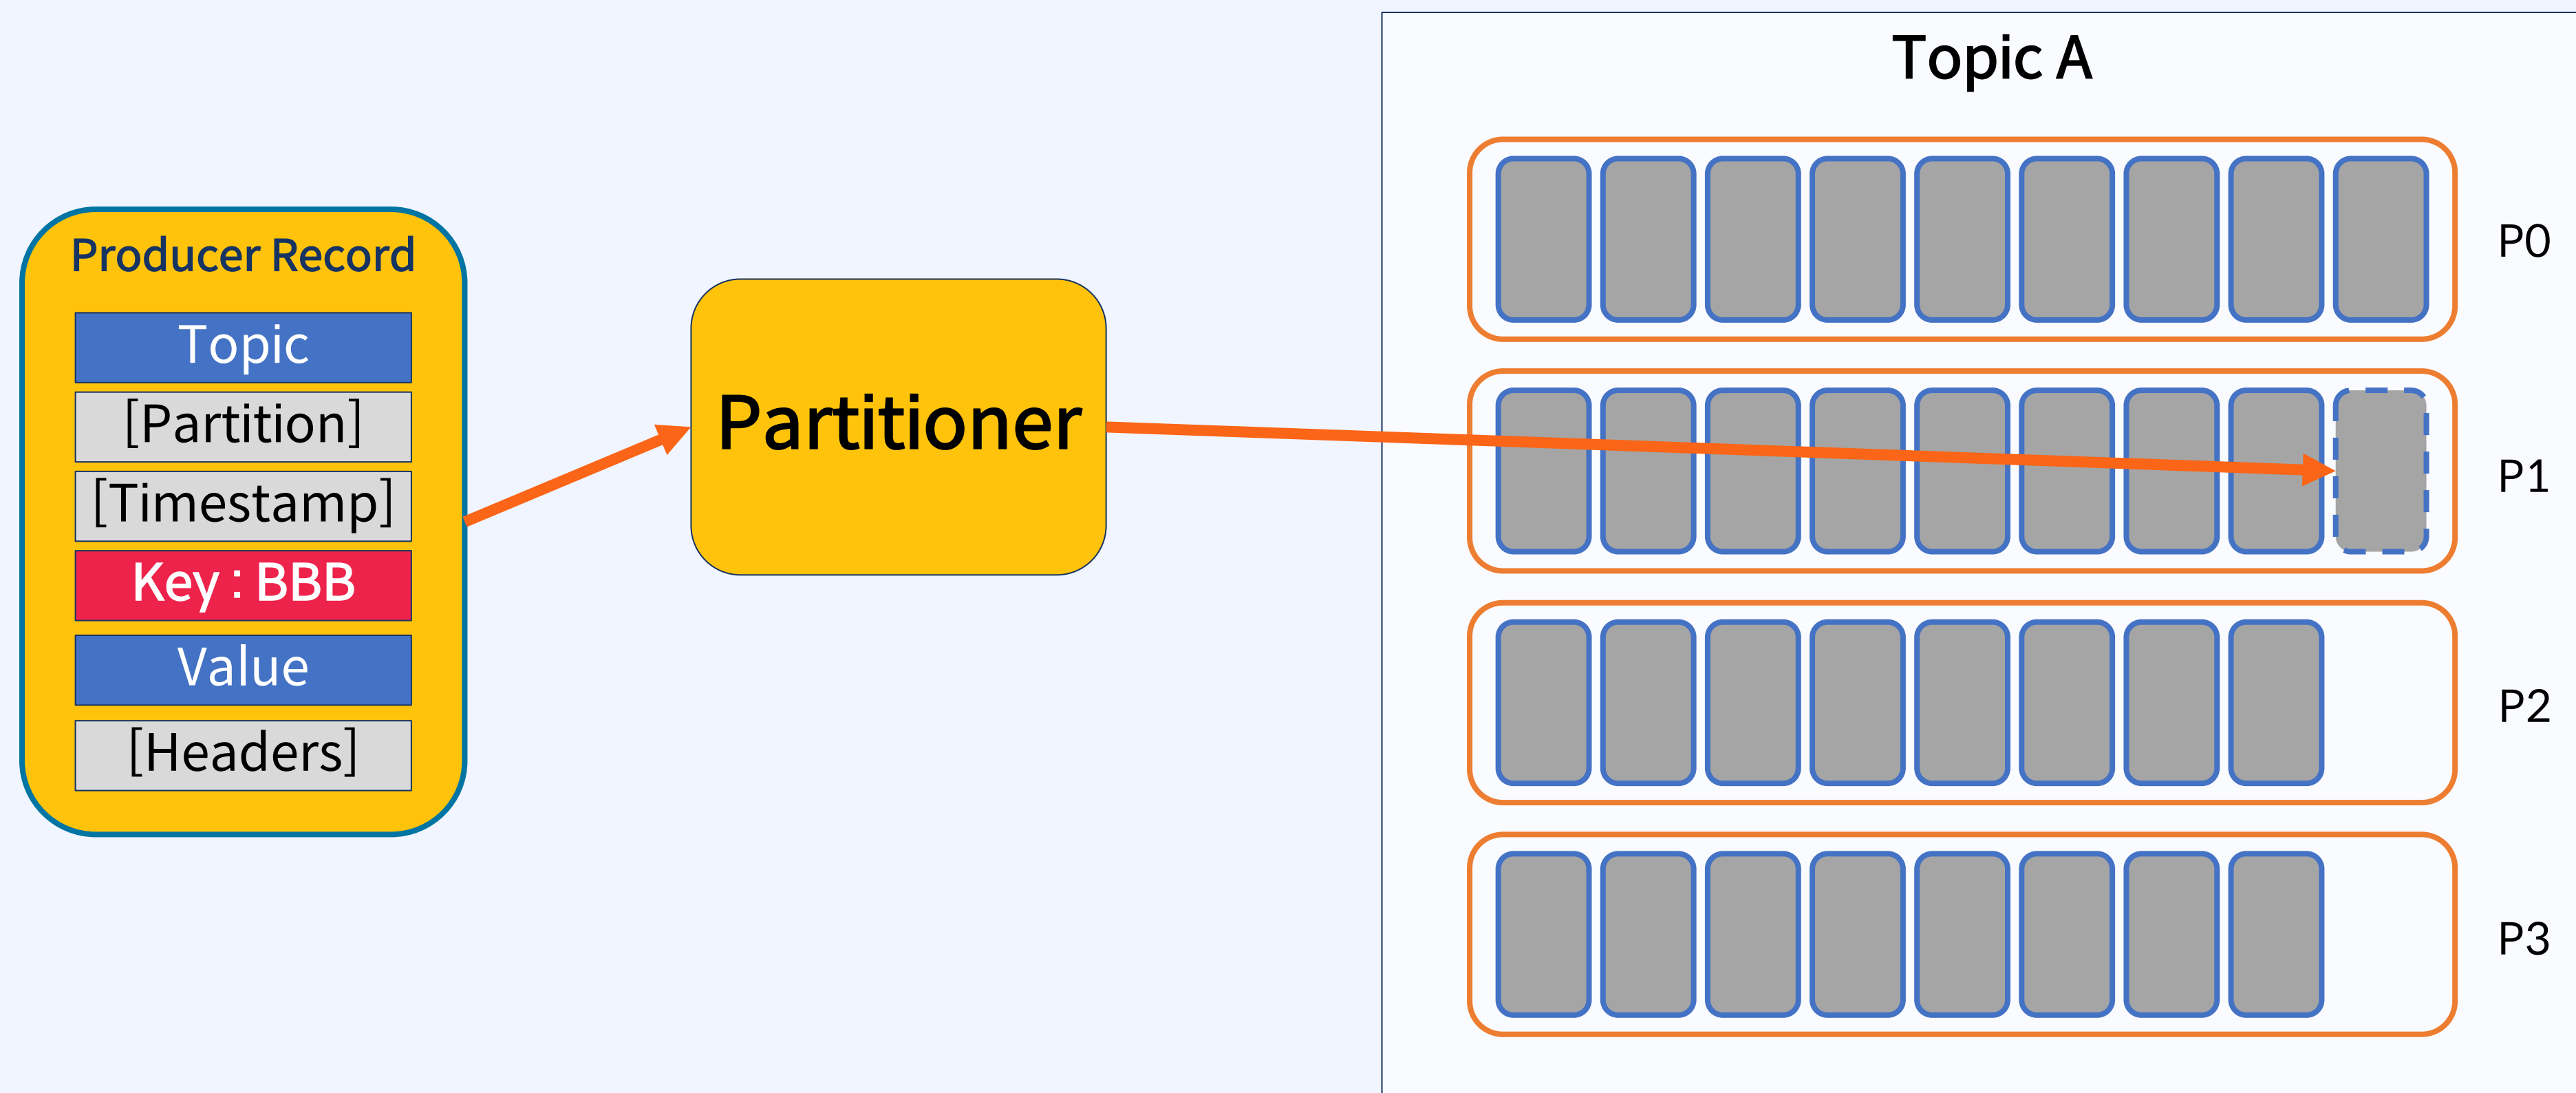 Producer Record
Topic
[Partition]
[Timestamp]
Key : BBB
Value
[Headers]
Partitioner
Topic A
P0
P1
P2
P3